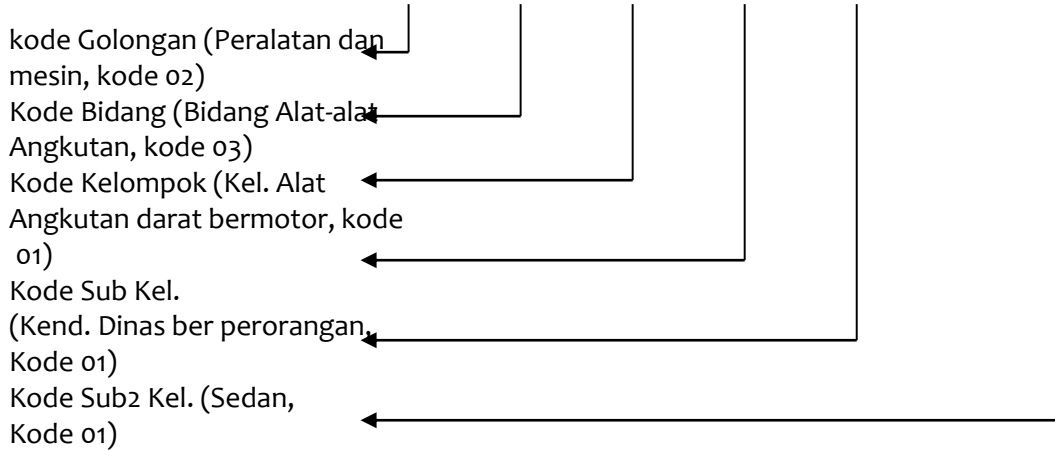 kode Golongan (Peralatan dan
mesin, kode 02)
Kode Bidang (Bidang Alat-alat
Angkutan, kode 03)
Kode Kelompok (Kel. Alat
Angkutan darat bermotor, kode
01)
Kode Sub Kel.
(Kend. Dinas ber perorangan,
Kode 01)
Kode Sub2 Kel. (Sedan,
Kode 01)